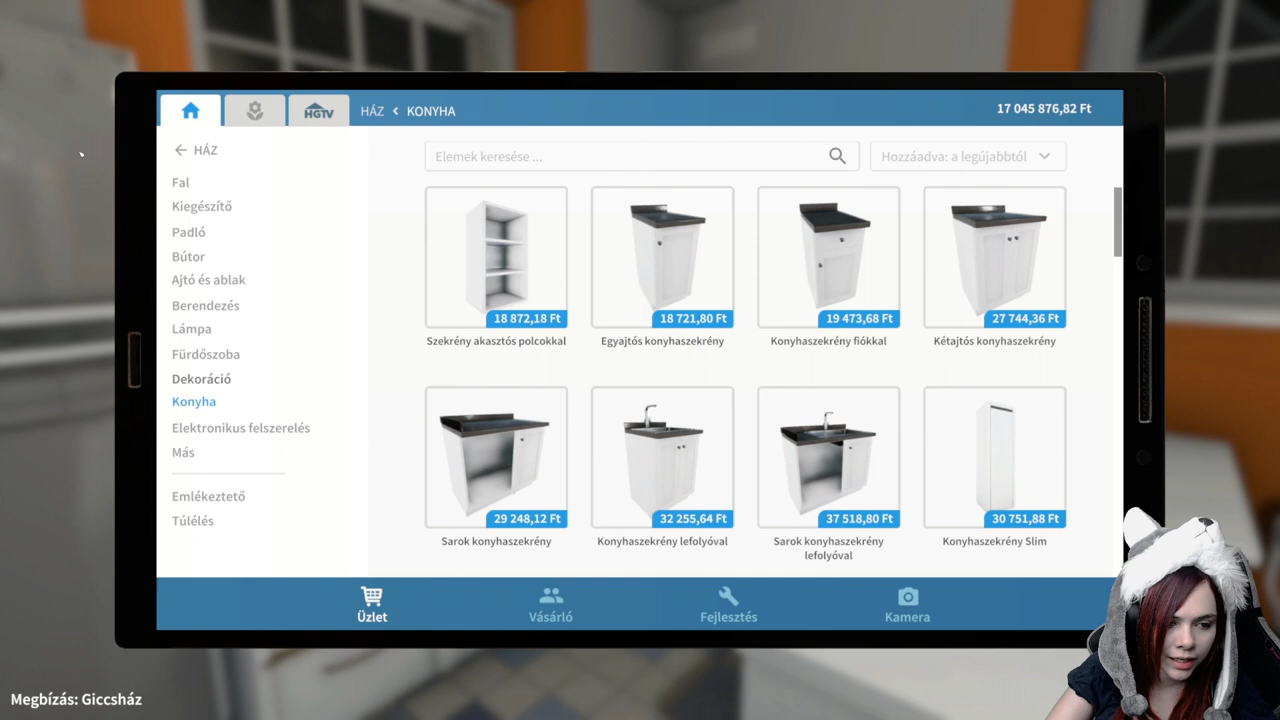 HGTV
HÁZ < KONYHA
17 045 876,82 Ft
HÁZ
Elemek keresése ...
Hozzáadva: a legújabbtól
Fal
Kiegészítő
Padló
Bútor
Ajtó és ablak
Berendezés
Lámpa
Fürdőszoba
Dekoráció
Konyha
Elektronikus felszerelés
Más
Emlékeztető
Túlélés
18 872,18 Ft
18 721,80 Ft
19 473,68 Ft
27 744,36 Ft
Szekrény akasztós polcokkal
Egyajtós konyhaszekrény
Konyhaszekrény fiókkal
Kétajtós konyhaszekrény
29 248,12 Ft
32 255,64 Ft
37 518,80 Ft
30 751,88 Ft
Sarok konyhaszekrény
Konyhaszekrény lefolyóval
Sarok konyhaszekrény
lefolyóval
Konyhaszekrény Slim
Üzlet
Vásárló
Fejlesztés
Kamera
Megbízás: Giccsház